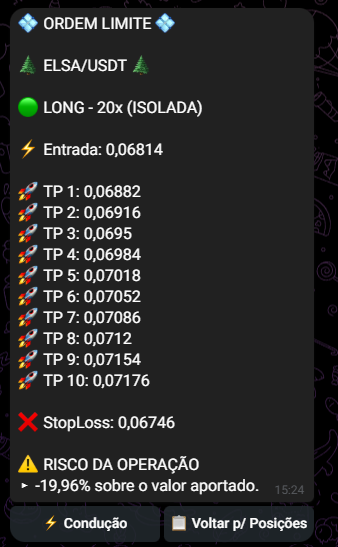 💠 ORDEM LIMITE 💠
🌲 ELSA/USDT 🌲
🟢 LONG - 20x (ISOLADA)
⚡ Entrada: 0,06814
🚀 TP 1: 0,06882
🚀 TP 2: 0,06916
🚀 TP 3: 0,0695
🚀 TP 4: 0,06984
🚀 TP 5: 0,07018
🚀 TP 6: 0,07052
🚀 TP 7: 0,07086
🚀 TP 8: 0,0712
🚀 TP 9: 0,07154
🚀 TP 10: 0,07176
❌ StopLoss: 0,06746
⚠️ RISCO DA OPERAÇÃO
‣ -19,96% sobre o valor aportado.
15:24
⚡ Condução
📋 Voltar p/ Posições